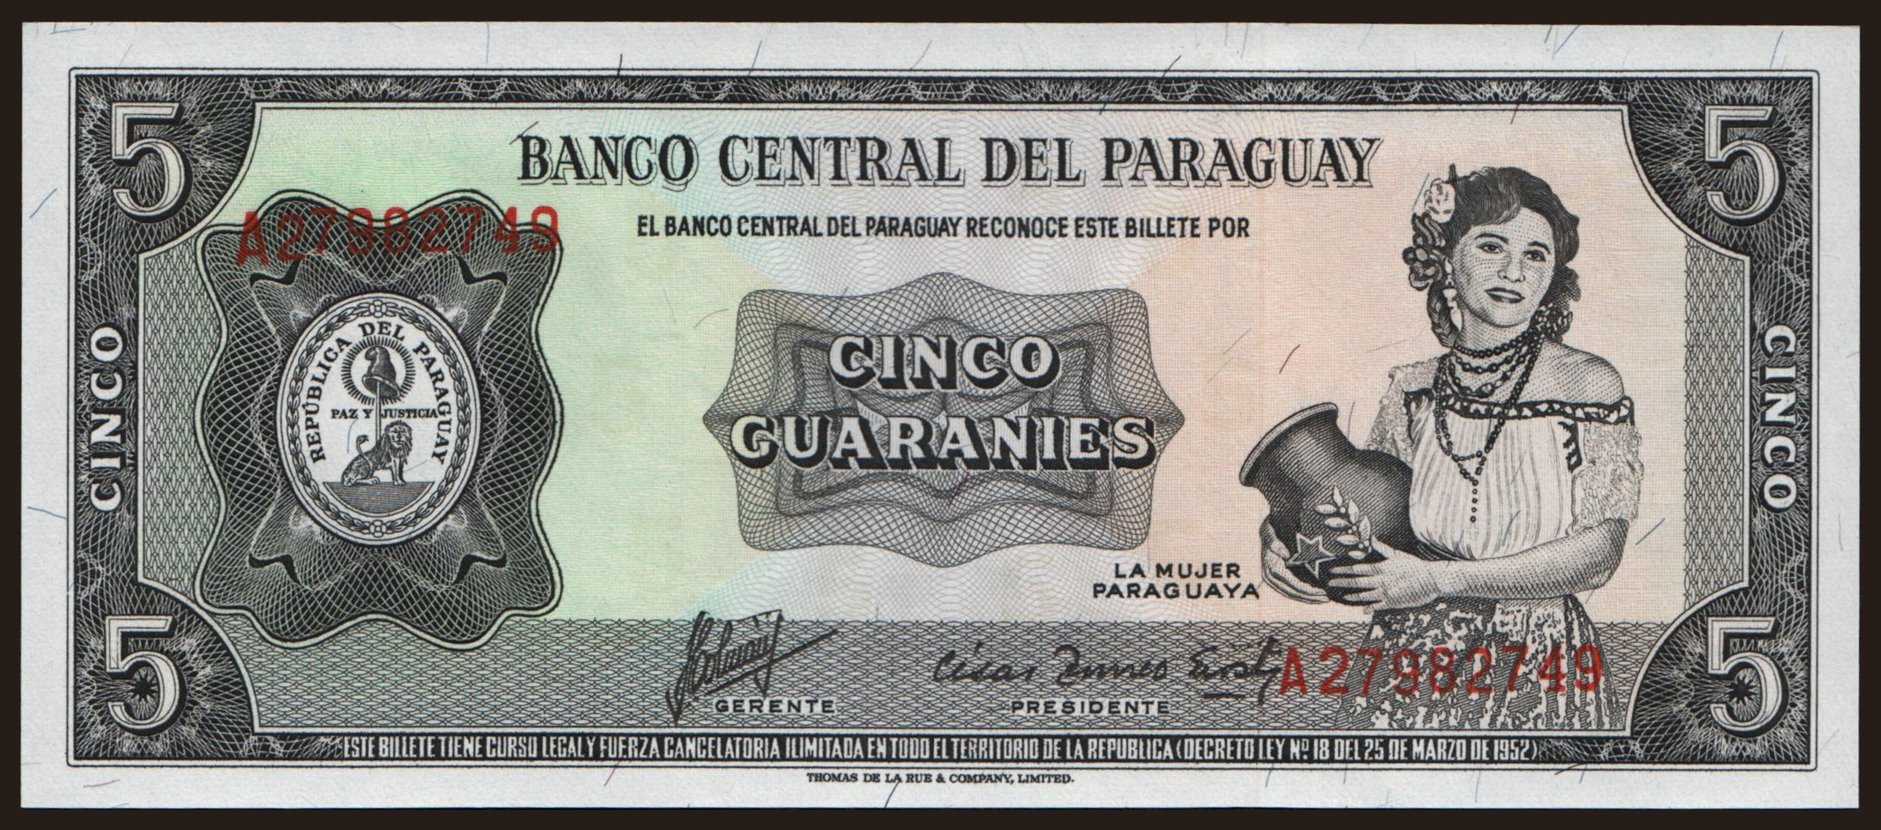 5
5
BANCO CENTRAL DEL PARAGUAY
A27982749
EL BANCO CENTRAL DEL PARAGUAY RECONOCE ESTE BILLETE POR
REPÚBLICA DEL PARAGUAY
PAZ Y JUSTICIA
CINCO
CINCO
CINCO
GUARANIES
LA MUJER
PARAGUAYA
A27982749
GERENTE
PRESIDENTE
5
5
ESTE BILLETE TIENE CURSO LEGAL Y FUERZA CANCELATORIA ILIMITADA EN TODO EL TERRITORIO DE LA REPUBLICA (DECRETO LEY Nº 18 DEL 25 DE MARZO DE 1952)
THOMAS DE LA RUE & COMPANY, LIMITED.